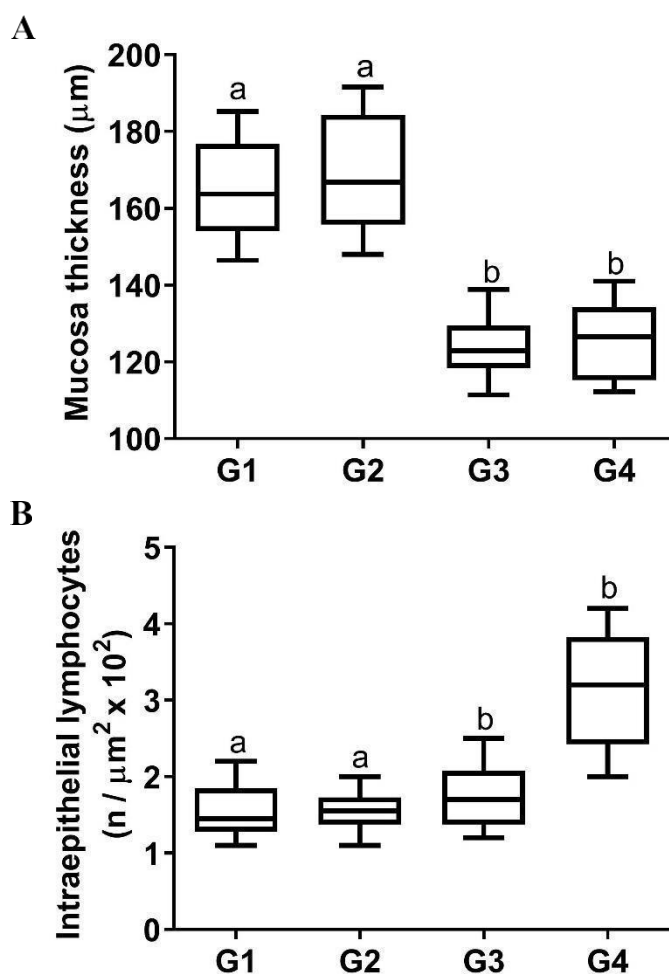 A
Mucosa thickness (μm)
200
180
160
140
120
100
a
a
b
b
G1 G2 G3 G4
B
Intraepithelial lymphocytes
(n / μm² x 10²)
5
4
3
2
1
0
a
a
b
b
G1 G2 G3 G4